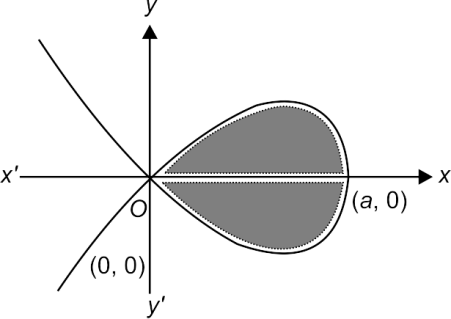 y
x' x
O (a, 0)
(0, 0)
y'